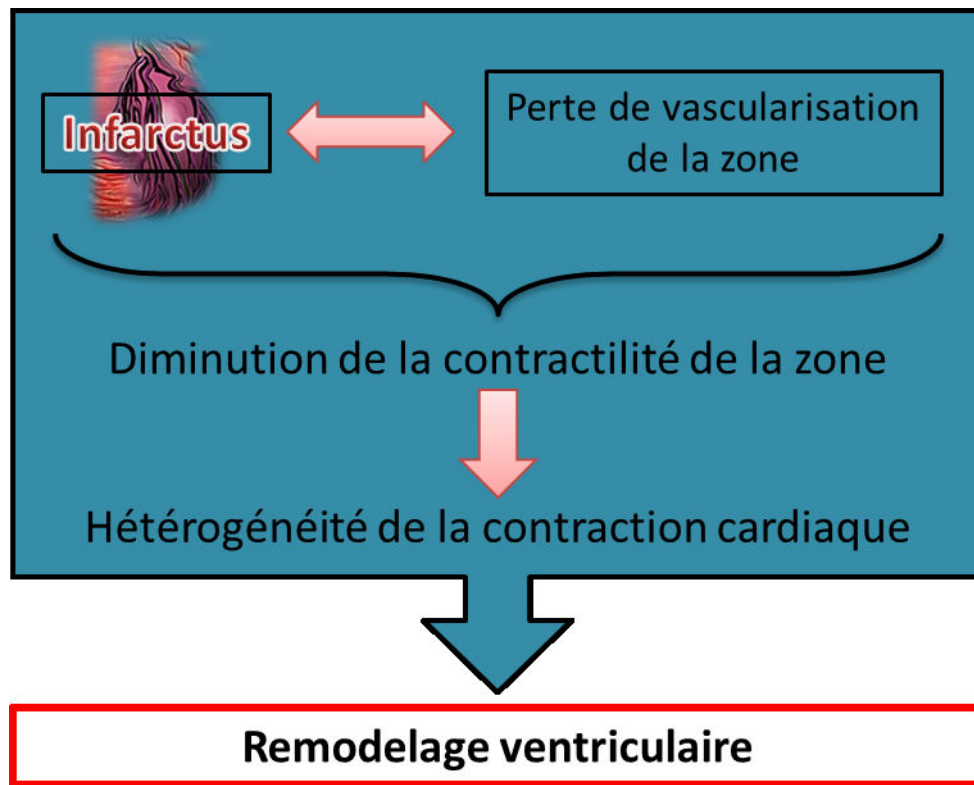 Infarctus
Perte de vascularisation
de la zone
Diminution de la contractilité de la zone
Hétérogénéité de la contraction cardiaque
Remodelage ventriculaire